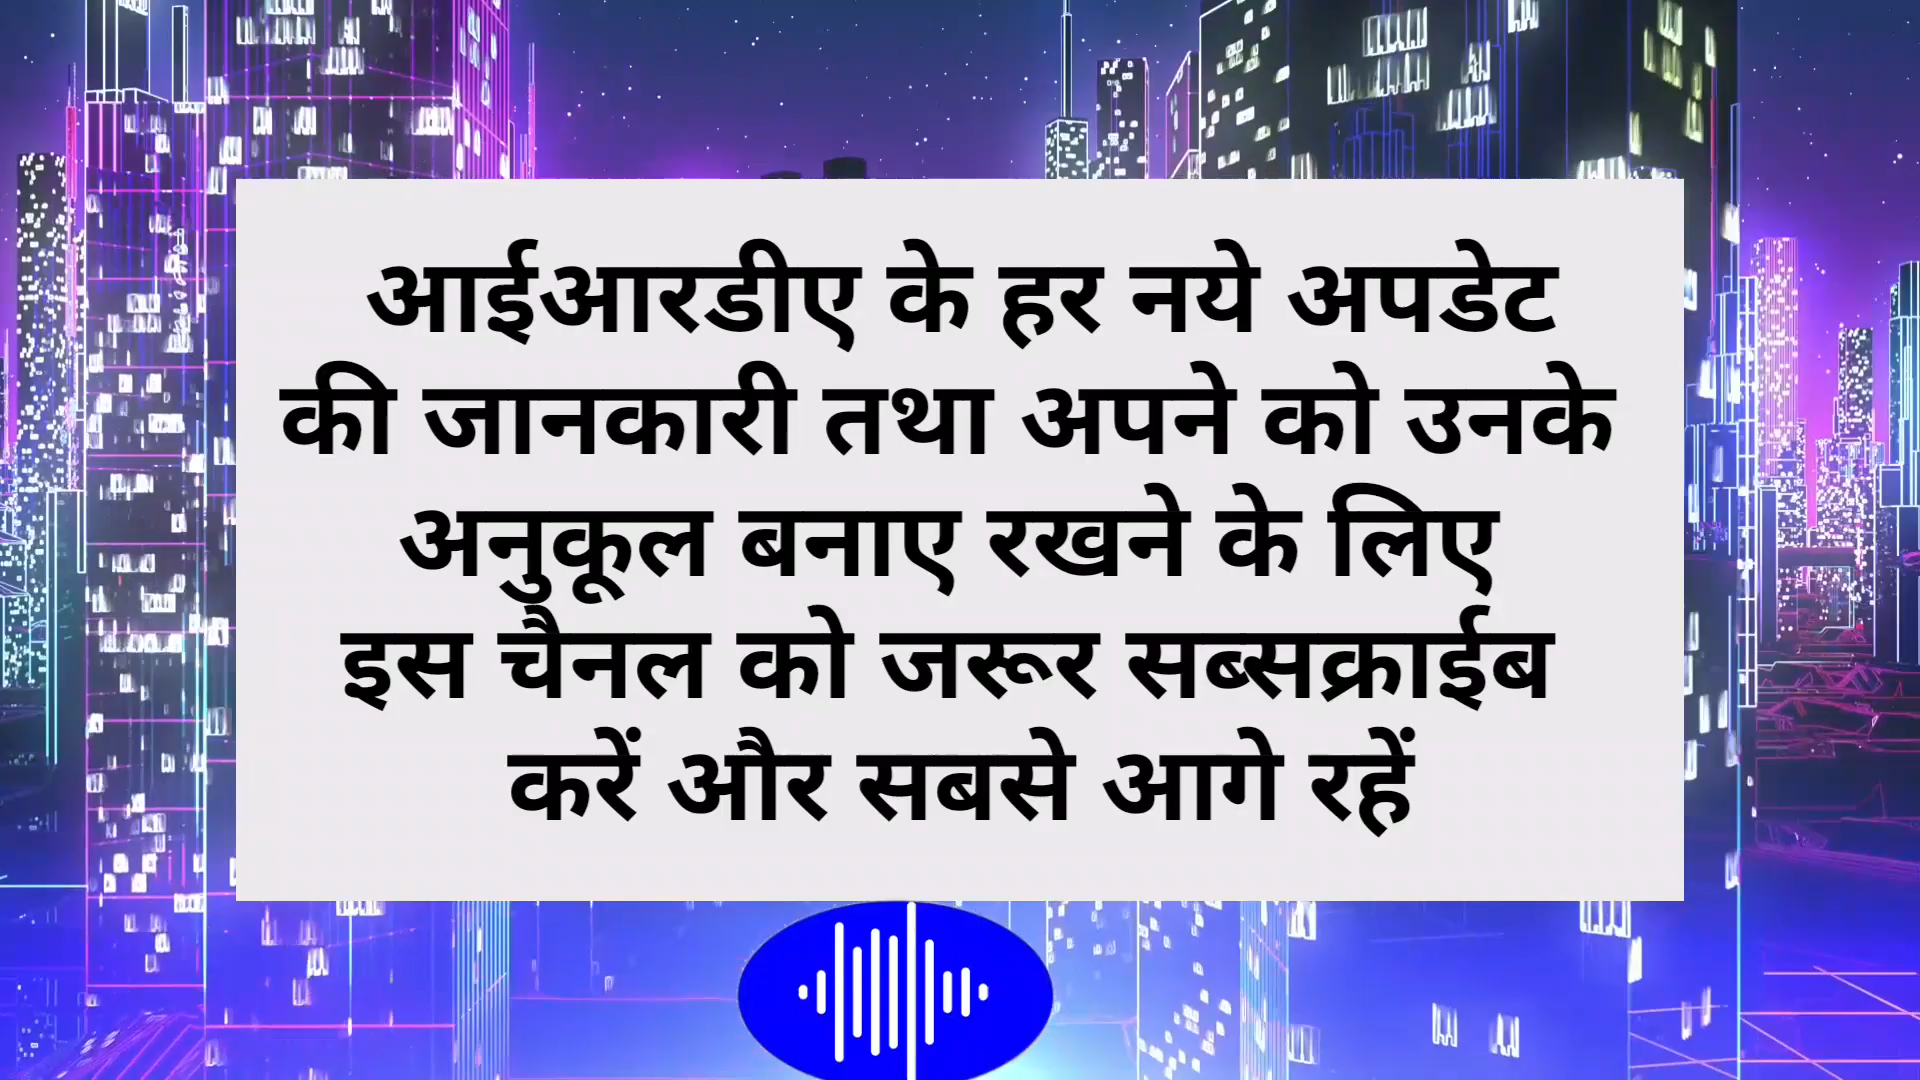 आईआरडीए के हर नये अपडेट
की जानकारी तथा अपने को उनके
अनुकूल बनाए रखने के लिए
इस चैनल को जरूर सब्सक्राईब
करें और सबसे आगे रहें